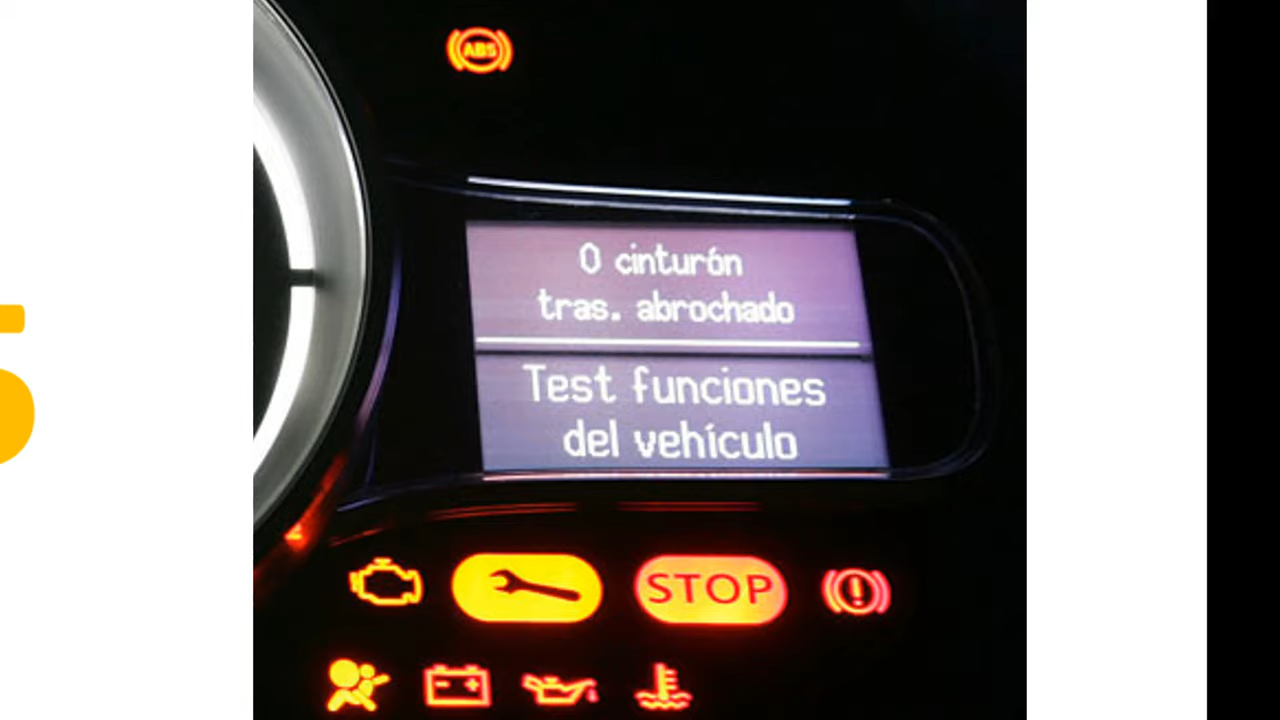 ABS
0 cinturón
tras. abrochado
Test funciones
del vehículo
STOP